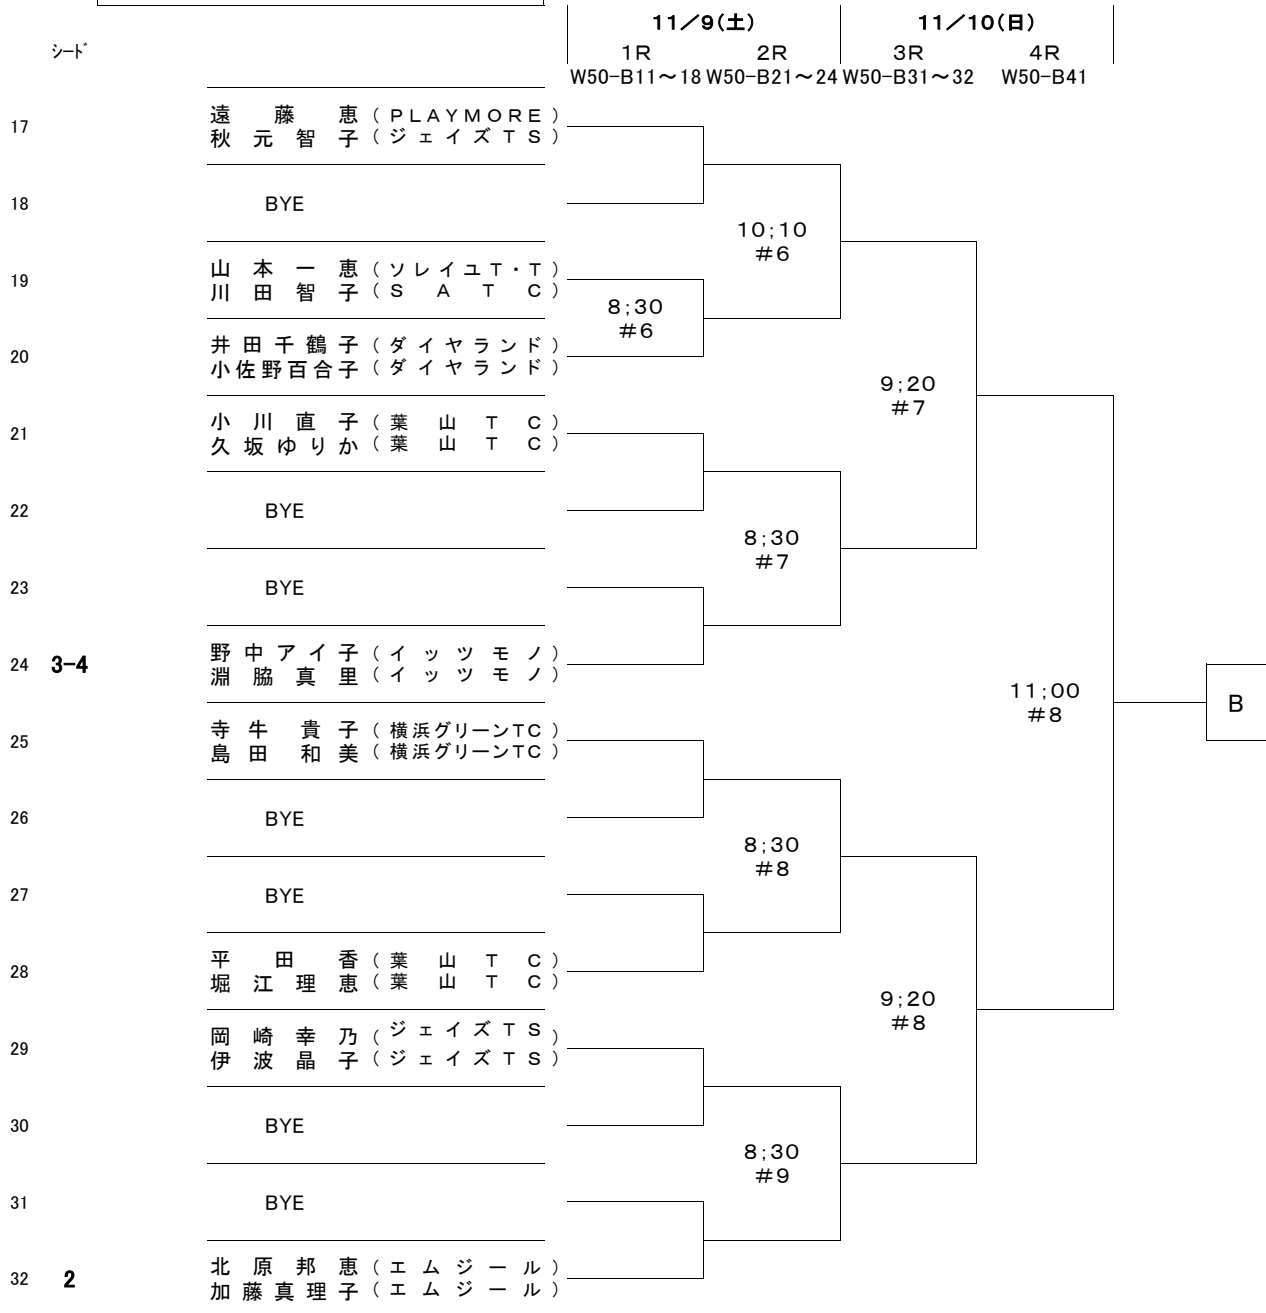 11／9(土) 11／10(日)
ｼｰﾄﾞ 1R 2R 3R 4R
W50-B11～18 W50-B21～24 W50-B31～32 W50-B41
17 遠藤恵（PLAYMORE）
秋元智子（ジェイズTS）
18 BYE
10;10
#6
19 山本一恵（ソレイユT・T）
川田智子（SATC）
8;30
#6
20 井田千鶴子（ダイヤランド）
小佐野百合子（ダイヤランド）
9;20
#7
21 小川直子（葉山TC）
久坂ゆりか（葉山TC）
22 BYE
8;30
#7
23 BYE
24 3-4 野中アイ子（イッツモノ）
淵脇真里（イッツモノ）
11;00
#8
B
25 寺牛貴子（横浜グリーンTC）
島田和美（横浜グリーンTC）
26 BYE
8;30
#8
27 BYE
28 平田香（葉山TC）
堀江理恵（葉山TC）
9;20
#8
29 岡崎幸乃（ジェイズTS）
伊波晶子（ジェイズTS）
30 BYE
8;30
#9
31 BYE
32 2 北原邦恵（エムジール）
加藤真理子（エムジール）